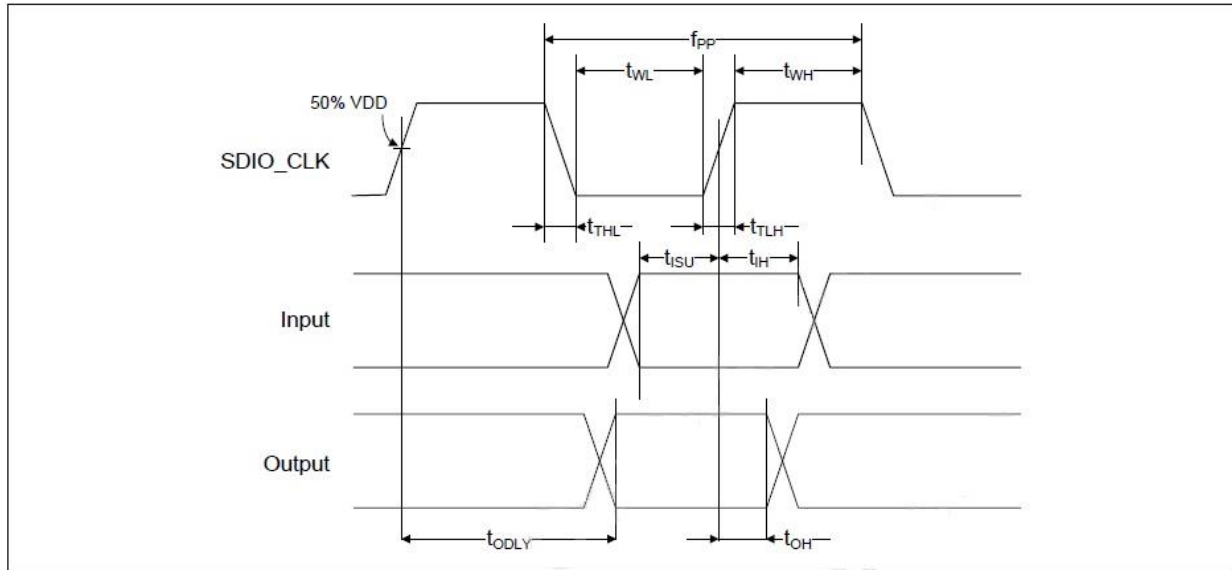 fPP
tWL
tWH
50% VDD
SDIO_CLK
tTHL
tTLH
tISU
tIH
Input
Output
tODLY
tOH